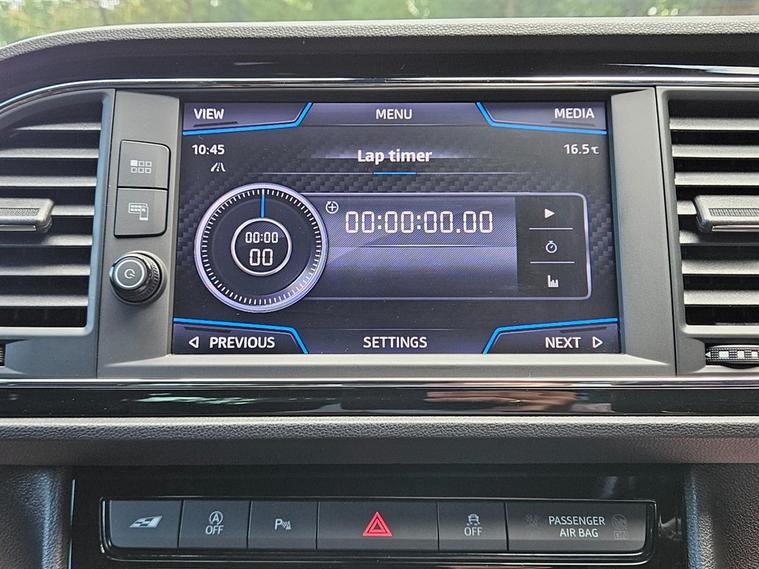 VIEW MENU MEDIA
10:45 Lap timer 16.5℃
00:00:00.00
00:00
00
PREVIOUS SETTINGS NEXT
A OFF P OFF PASSENGER
AIR BAG